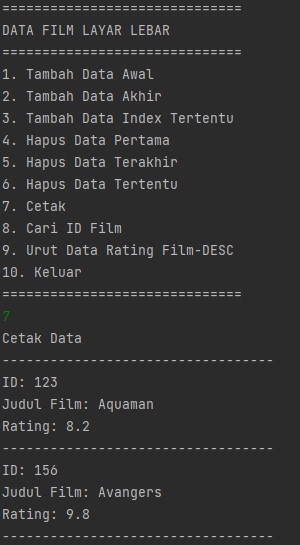 ==============================
DATA FILM LAYAR LEBAR
==============================
1. Tambah Data Awal
2. Tambah Data Akhir
3. Tambah Data Index Tertentu
4. Hapus Data Pertama
5. Hapus Data Terakhir
6. Hapus Data Tertentu
7. Cetak
8. Cari ID Film
9. Urut Data Rating Film-DESC
10. Keluar
==============================
7
Cetak Data
----------------------------------
ID: 123
Judul Film: Aquaman
Rating: 8.2
----------------------------------
ID: 156
Judul Film: Avangers
Rating: 9.8
----------------------------------